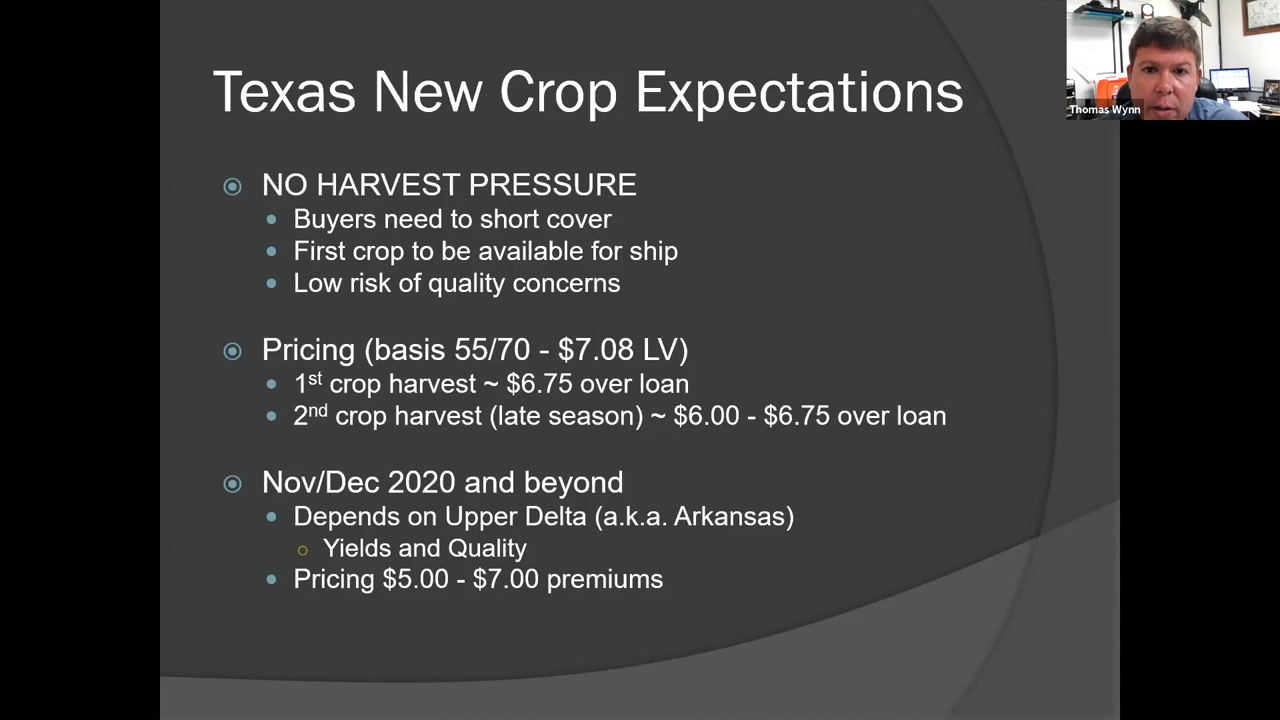 Texas New Crop Expectations
Thomas Wynn
NO HARVEST PRESSURE
Buyers need to short cover
First crop to be available for ship
Low risk of quality concerns
Pricing (basis 55/70 - $7.08 LV)
1st crop harvest ~ $6.75 over loan
2nd crop harvest (late season) ~ $6.00 - $6.75 over loan
Nov/Dec 2020 and beyond
Depends on Upper Delta (a.k.a. Arkansas)
Yields and Quality
Pricing $5.00 - $7.00 premiums